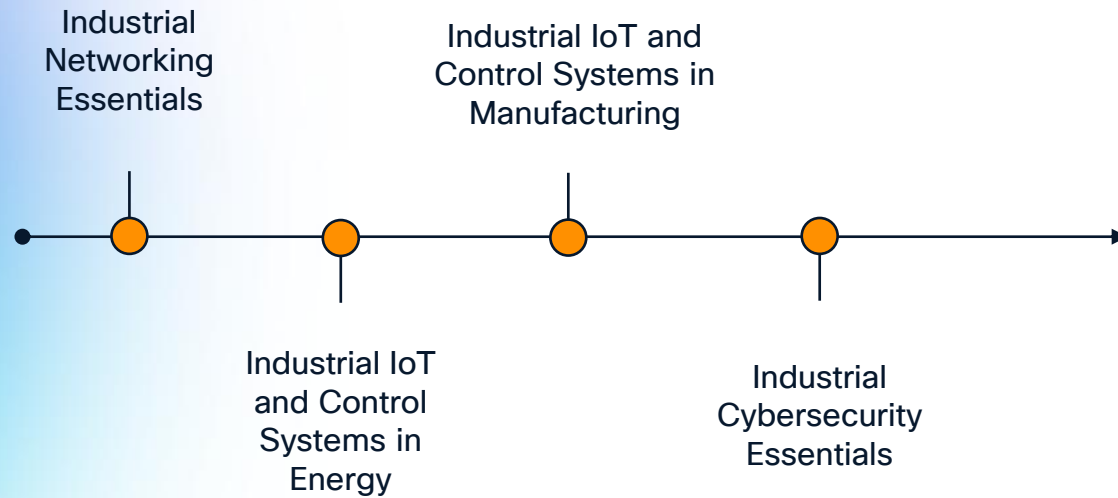 Industrial
Networking
Essentials
Industrial IoT
and Control
Systems in
Energy
Industrial IoT and
Control Systems in
Manufacturing
Industrial
Cybersecurity
Essentials